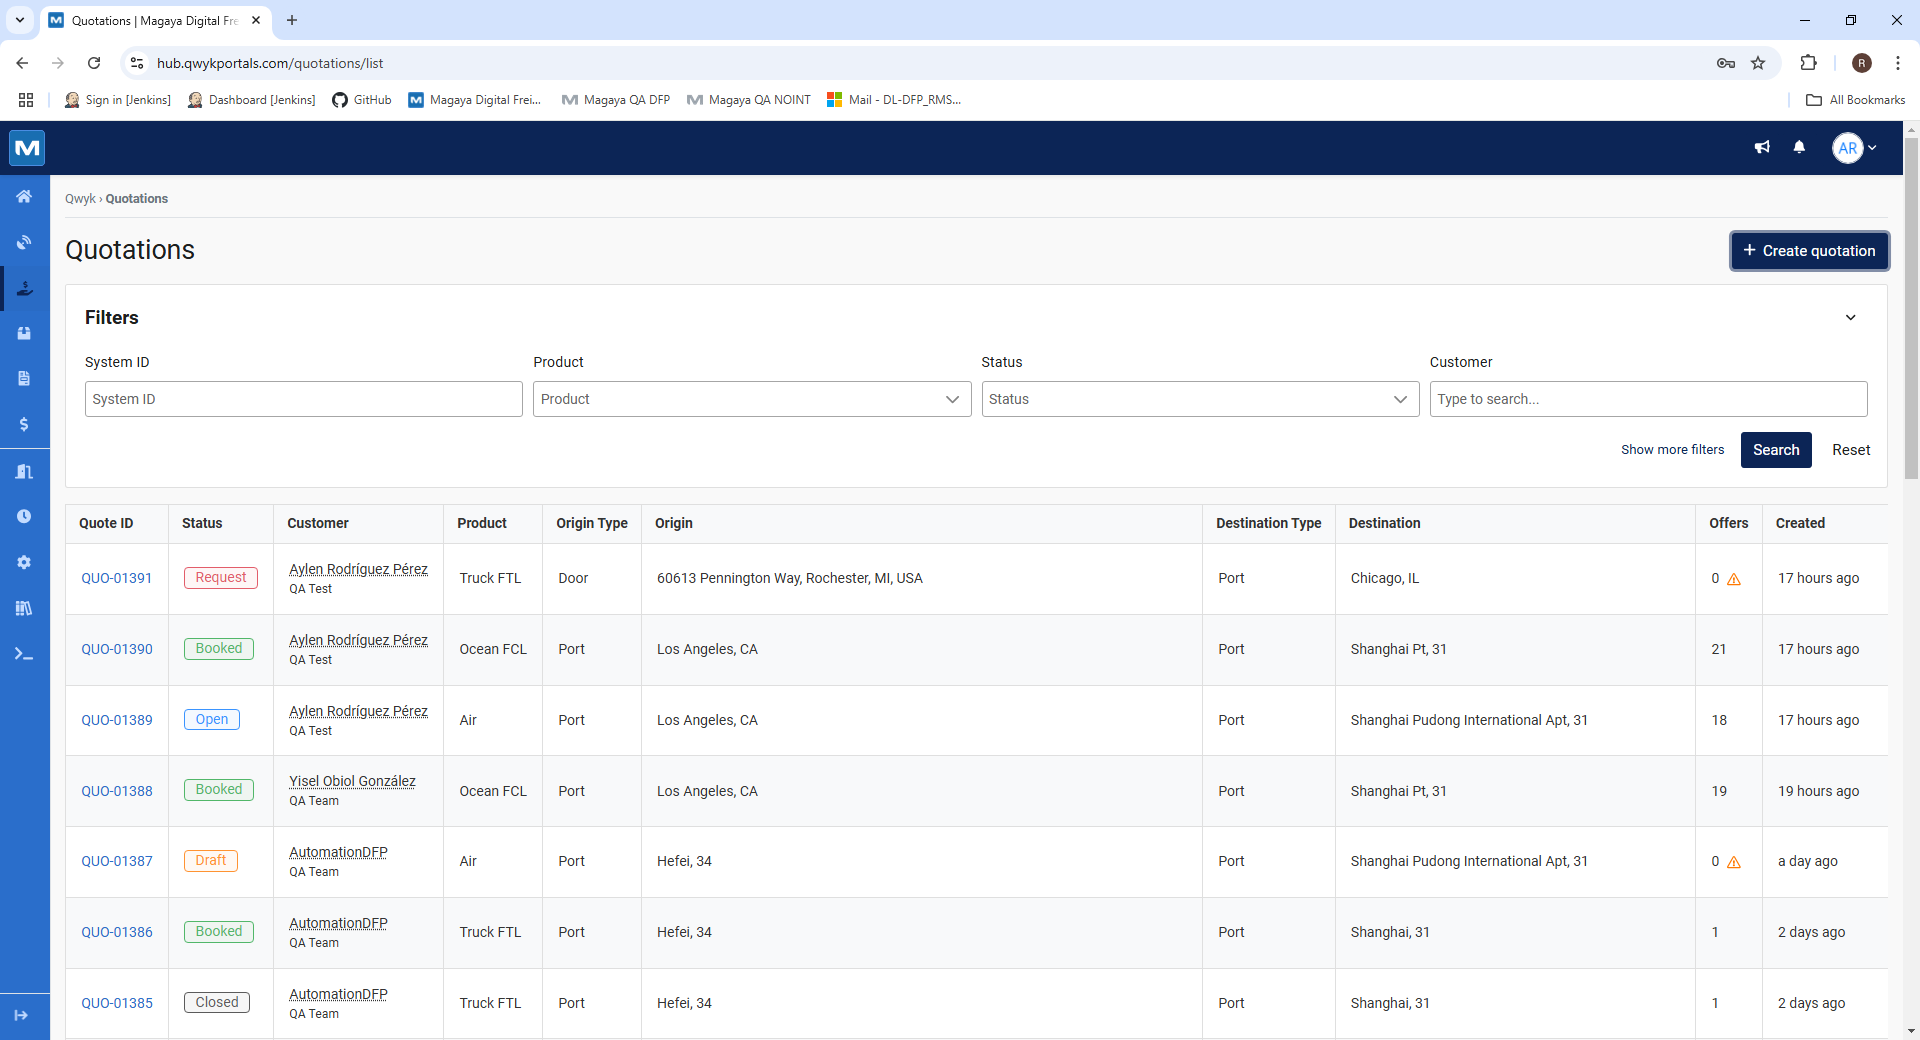 Quotations | Magaya Digital Fre
hub.qwykportals.com/quotations/list
R
Sign in [Jenkins]
Dashboard [Jenkins]
GitHub
Magaya Digital Frei...
Magaya QA DFP
Magaya QA NOINT
Mail - DL-DFP_RMS...
All Bookmarks
AR
Qwyk › Quotations
Quotations
+ Create quotation
Filters
System ID
Product
Status
Customer
System ID
Product
Status
Type to search...
Show more filters
Search
Reset
Quote ID Status Customer Product Origin Type Origin Destination Type Destination Offers Created
QUO-01391 Request Aylen Rodríguez Pérez Truck FTL Door 60613 Pennington Way, Rochester, MI, USA Port Chicago, IL 0 17 hours ago
QA Test
QUO-01390 Booked Aylen Rodríguez Pérez Ocean FCL Port Los Angeles, CA Port Shanghai Pt, 31 21 17 hours ago
QA Test
QUO-01389 Open Aylen Rodríguez Pérez Air Port Los Angeles, CA Port Shanghai Pudong International Apt, 31 18 17 hours ago
QA Test
QUO-01388 Booked Yisel Obiol González Ocean FCL Port Los Angeles, CA Port Shanghai Pt, 31 19 19 hours ago
QA Team
QUO-01387 Draft AutomationDFP Air Port Hefei, 34 Port Shanghai Pudong International Apt, 31 0 a day ago
QA Team
QUO-01386 Booked AutomationDFP Truck FTL Port Hefei, 34 Port Shanghai, 31 1 2 days ago
QA Team
QUO-01385 Closed AutomationDFP Truck FTL Port Hefei, 34 Port Shanghai, 31 1 2 days ago
QA Team